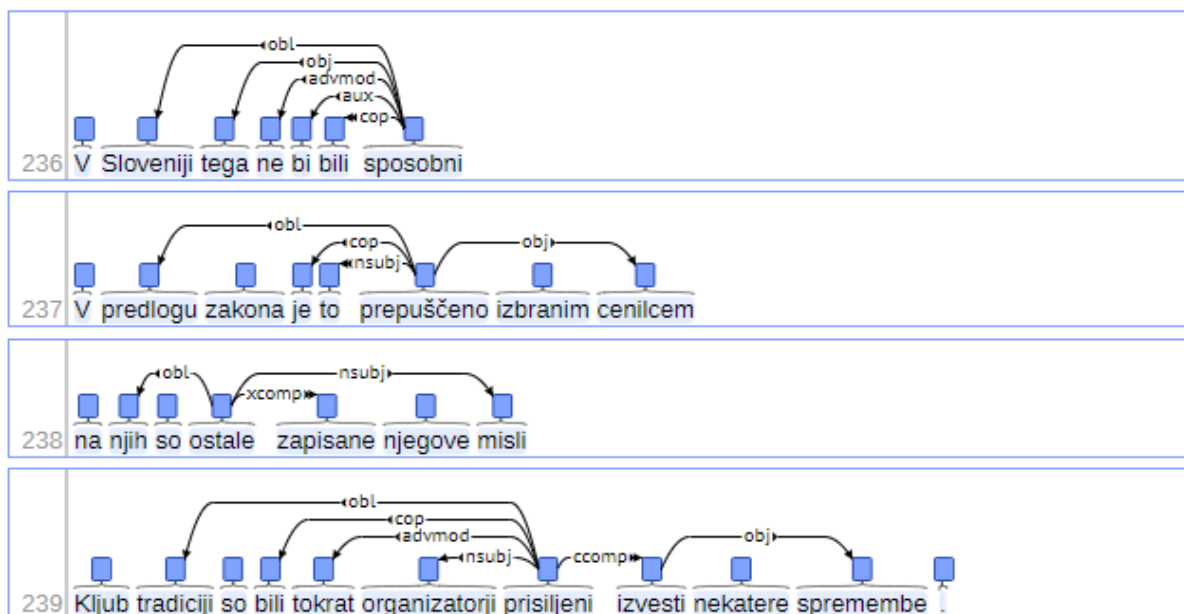 obl
obj
advmod
aux
cop
236 V Sloveniji tega ne bi bili sposobni
obl
cop obj
nsubj
237 V predlogu zakona je to prepuščeno izbranim cenilcem
obl nsubj
xcomp
238 na njih so ostale zapisane njegove misli
obl
cop
advmod obj
nsubj ccomp
239 Kljub tradiciji so bili tokrat organizatorji prisiljeni izvesti nekatere spremembe .